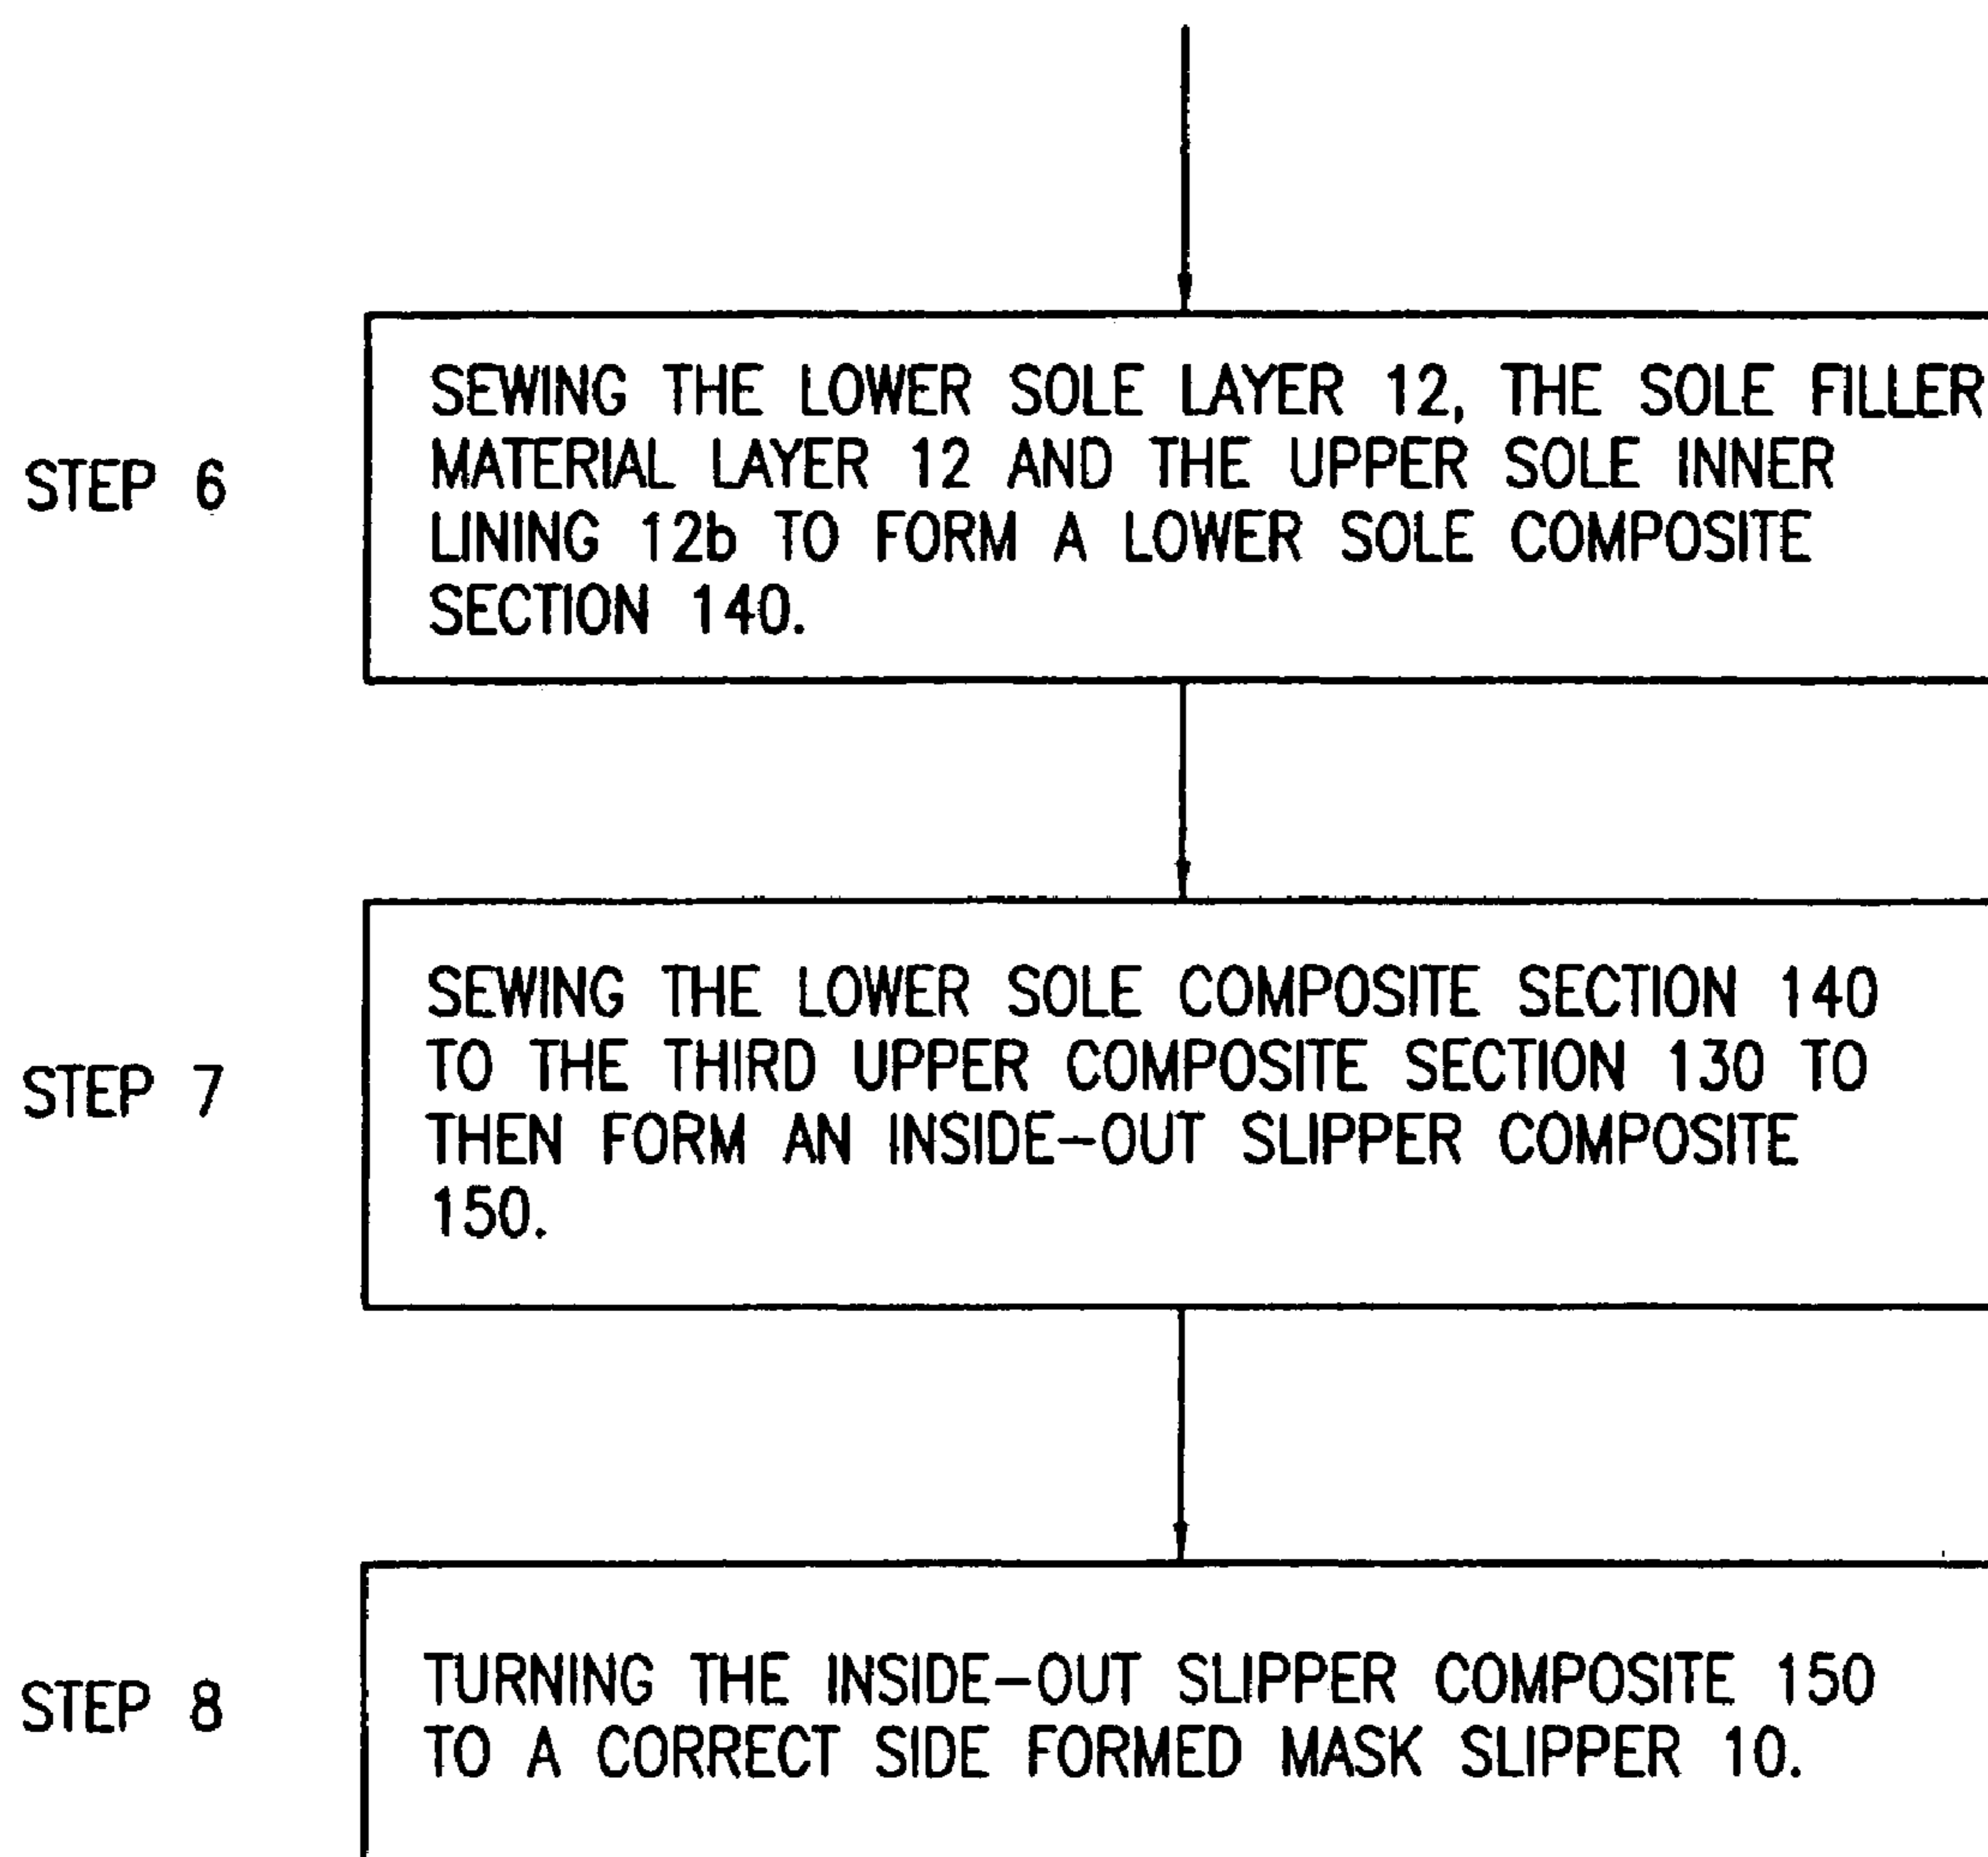 SEWING THE LOWER SOLE LAYER 12, THE SOLE FILLER
MATERIAL LAYER 12 AND THE UPPER SOLE INNER
LINING 12b TO FORM A LOWER SOLE COMPOSITE
SECTION 140.
STEP 6
SEWING THE LOWER SOLE COMPOSITE SECTION 140
TO THE THIRD UPPER COMPOSITE SECTION 130 TO
THEN FORM AN INSIDE-OUT SLIPPER COMPOSITE
150.
STEP 7
TURNING THE INSIDE-OUT SLIPPER COMPOSITE 150
TO A CORRECT SIDE FORMED MASK SLIPPER 10.
STEP 8